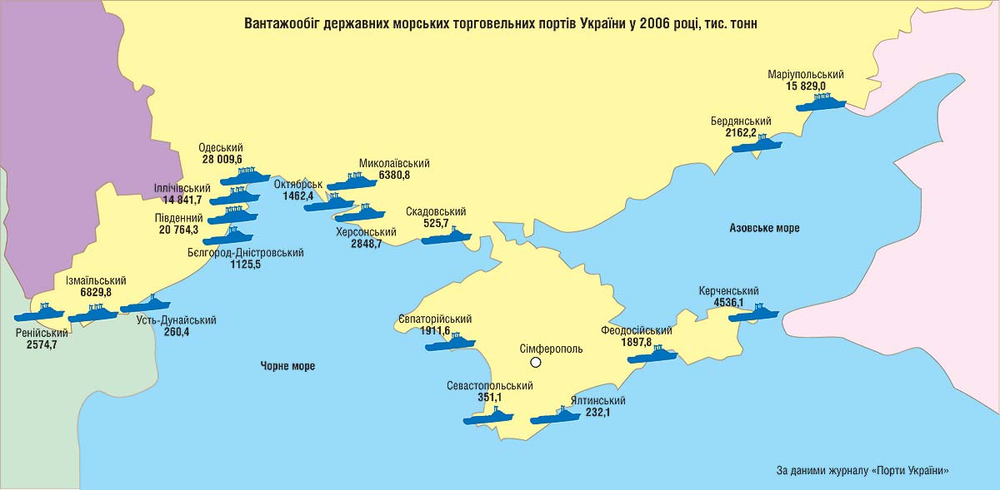 Вантажообіг державних морських торговельних портів України у 2006 році, тис. тонн
Маріупольський
15 829,0
Бердянський
2162,2
Одеський
28 009,6
Миколаївський
6380,8
Іллічівський
14 841,7
Октябрськ
1462,4
Південний
20 764,3
Скадовський
525,7
Херсонський
2848,7
Азовське море
Бєлгород-Дністровський
1125,5
Ізмаїльський
6829,8
Керченський
4536,1
Усть-Дунайський
260,4
Ренійський
2574,7
Євпаторійський
1911,6
Феодосійський
1897,8
Сімферополь
Чорне море
Севастопольський
351,1
Ялтинський
232,1
За даними журналу «Порти України»